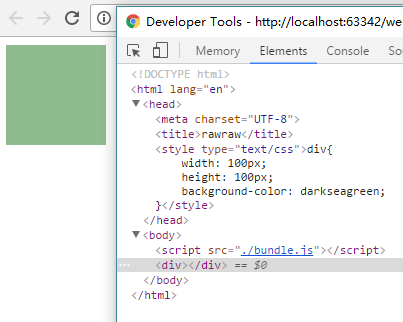 Developer Tools - http://localhost:63342/we
Memory Elements Console Sour
<!DOCTYPE html>
<html lang="en">
<head>
<meta charset="UTF-8">
<title>rawraw</title>
<style type="text/css">div{
width: 100px;
height: 100px;
background-color: darkseagreen;
}</style>
</head>
<body>
<script src="./bundle.js"></script>
<div></div> == $0
</body>
</html>